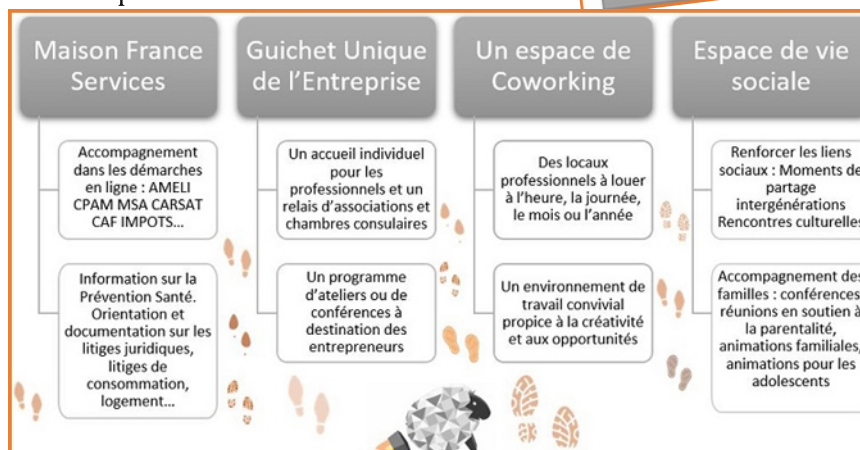 Maison France
Services
Accompagnement
dans les démarches
en ligne : AMELI
CPAM MSA CARSAT
CAF IMPOTS…
Information sur la
Prévention Santé.
Orientation et
documentation sur les
litiges juridiques,
litiges de
consommation,
logement…
Guichet Unique
de l’Entreprise
Un accueil individuel
pour les
professionnels et un
relais d’associations et
chambres consulaires
Un programme
d’ateliers ou de
conférences à
destination des
entrepreneurs
Un espace de
Coworking
Des locaux
professionnels à louer
à l’heure, la journée,
le mois ou l’année
Un environnement de
travail convivial
propice à la créativité
et aux opportunités
Espace de vie
sociale
Renforcer les liens
sociaux : Moments de
partage
intergénérations
Rencontres culturelles
Accompagnement des
familles : conférences,
réunions en soutien à
la parentalité,
animations familiales,
animations pour les
adolescents